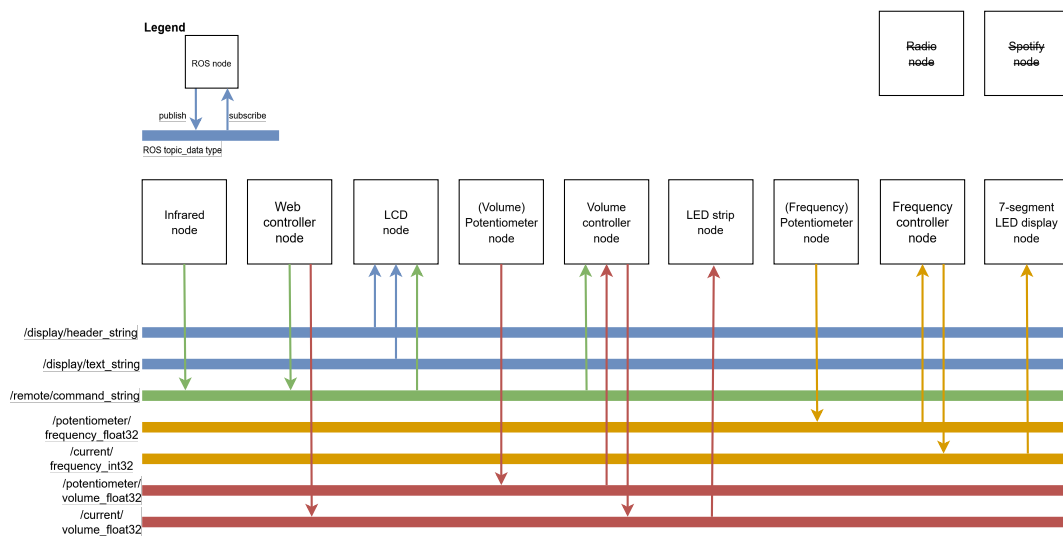 Legend
ROS node
publish
subscribe
ROS topic_data type
Radio
node
Spotify
node
Infrared
node
Web
controller
node
LCD
node
(Volume)
Potentiometer
node
Volume
controller
node
LED strip
node
(Frequency)
Potentiometer
node
Frequency
controller
node
7-segment
LED display
node
/display/header_string
/display/text_string
/remote/command_string
/potentiometer/
frequency_float32
/current/
frequency_int32
/potentiometer/
volume_float32
/current/
volume_float32